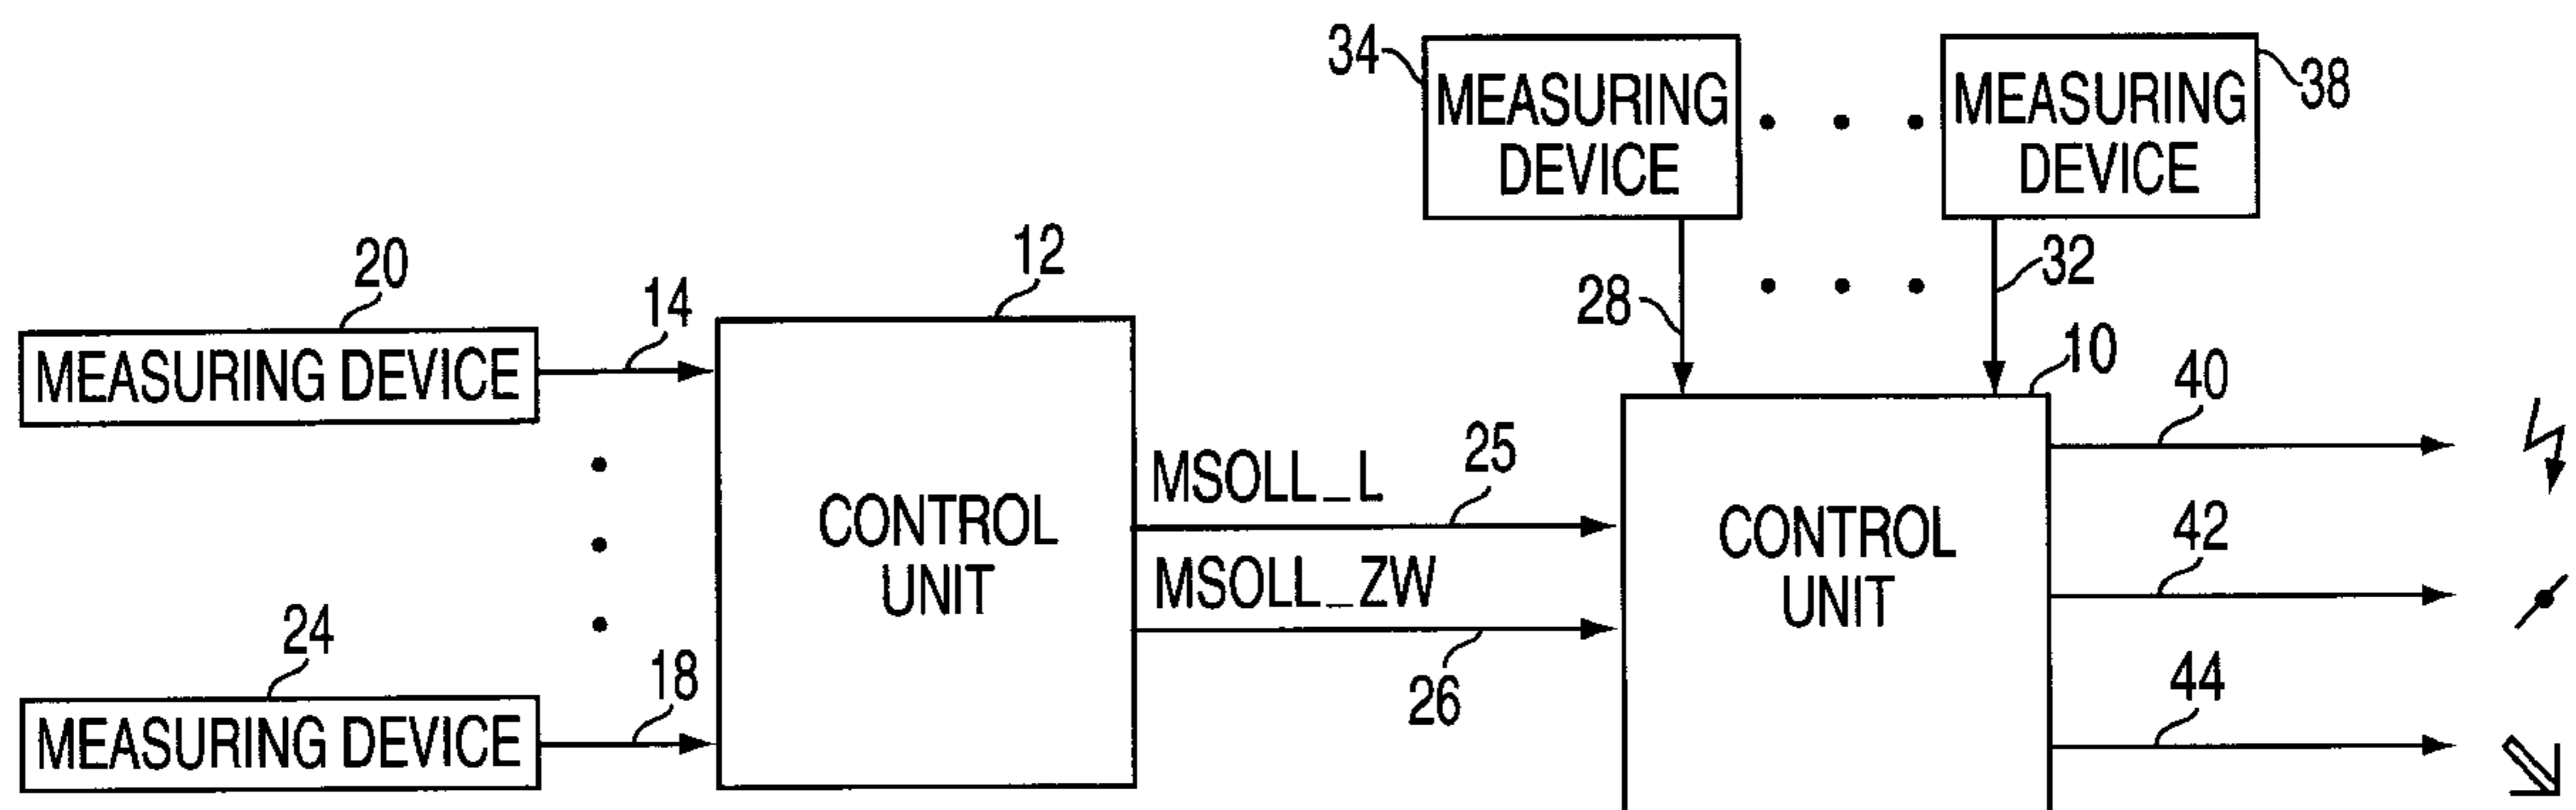 34
MEASURING
DEVICE
38
MEASURING
DEVICE
28
32
20
MEASURING DEVICE
14
12
CONTROL
UNIT
24
MEASURING DEVICE
18
MSOLL_L
25
MSOLL_ZW
26
10
CONTROL
UNIT
40
42
44